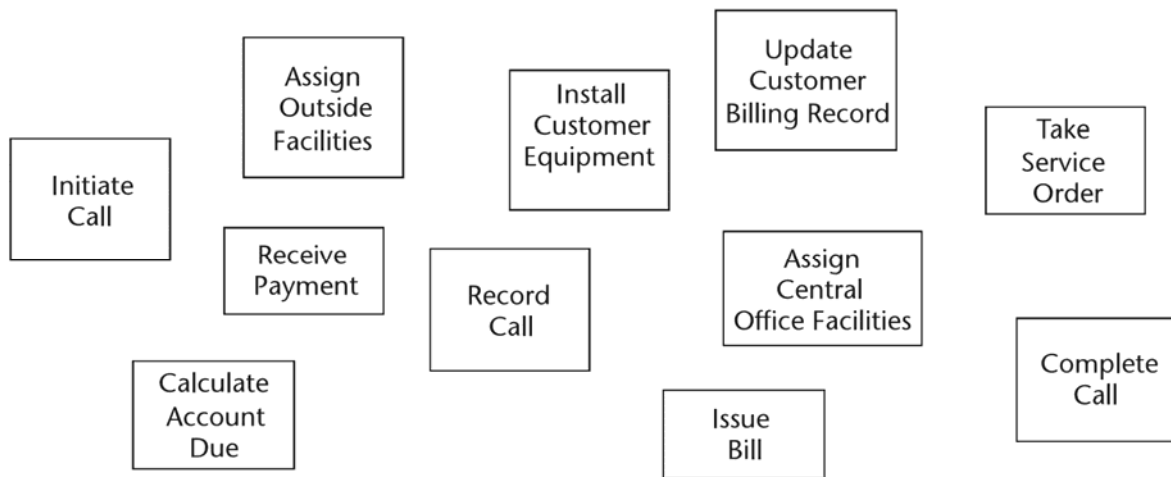 Update
Customer
Billing Record
Assign
Outside
Facilities
Install
Customer
Equipment
Take
Service
Order
Initiate
Call
Receive
Payment
Record
Call
Assign
Central
Office Facilities
Complete
Call
Calculate
Account
Due
Issue
Bill